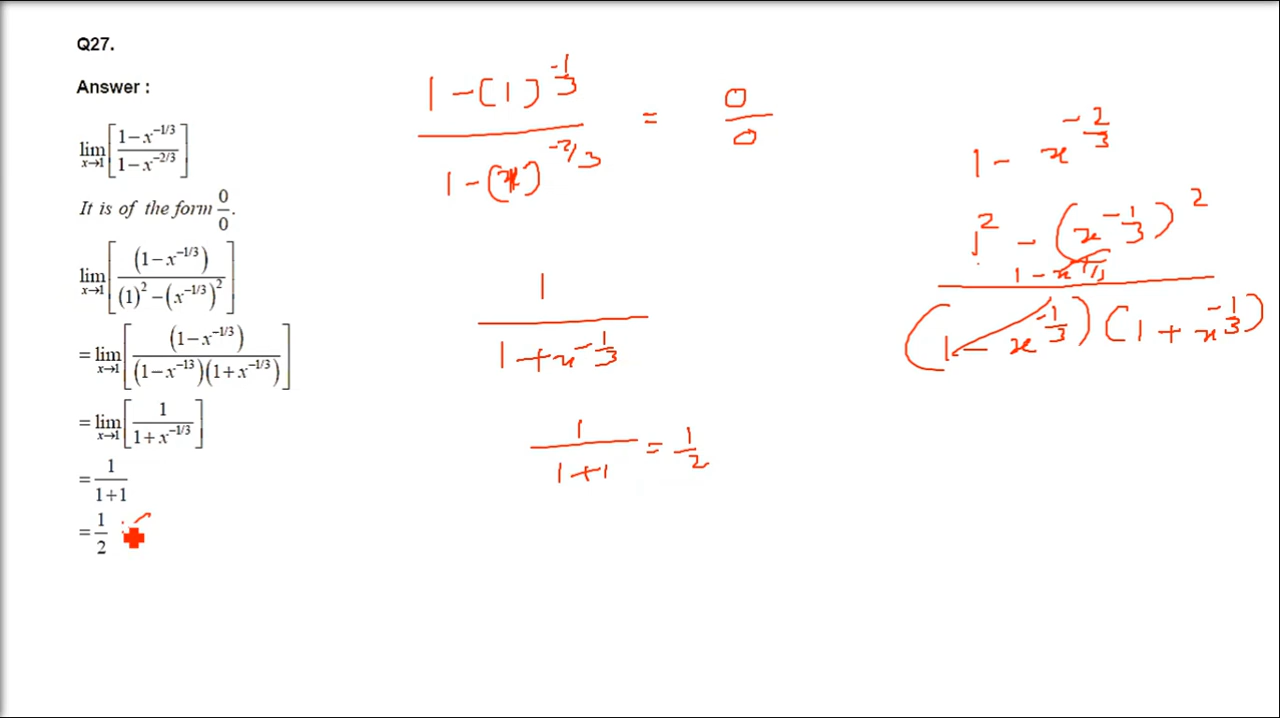 Q27.
Answer :
lim x→1 [ (1 − x^(−1/3)) / (1 − x^(−2/3)) ]
It is of the form 0/0.
lim x→1 [ (1 − x^(−1/3)) / ((1)^2 − (x^(−1/3))^2) ]
= lim x→1 [ (1 − x^(−1/3)) / ((1 − x^(−13))(1 + x^(−1/3))) ]
= lim x→1 [ 1 / (1 + x^(−1/3)) ]
= 1 / (1+1)
= 1/2
1 − (1)^(−1/3) / 1 − ( )^(−2/3) = 0/0
1 / (1 + x^(−1/3))
1 / (1+1) = 1/2
1 − x^(−2/3)
1^2 − (x^(−1/3))^2
1 − x^(−1/3)
(1 − x^(−1/3)) (1 + x^(−1/3))